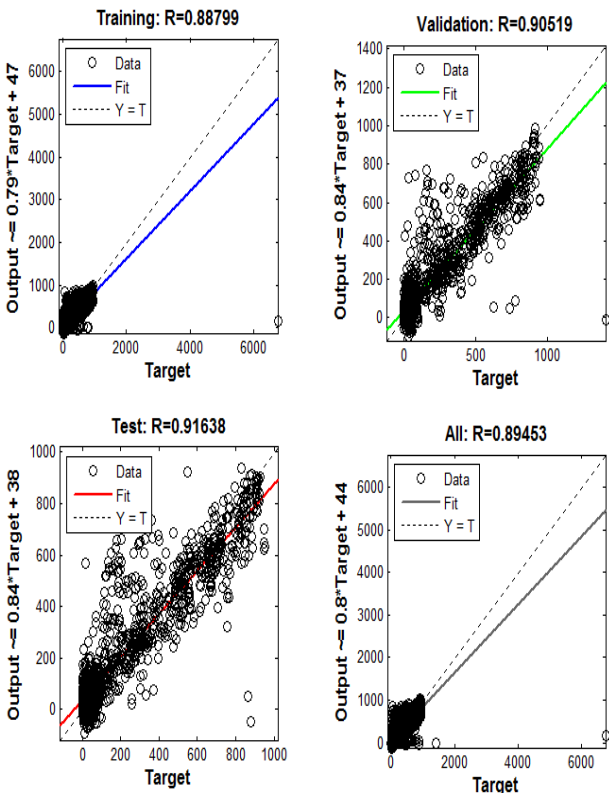 Training: R=0.88799
Output ~= 0.79*Target + 47
Data
Fit
Y = T
6000
5000
4000
3000
2000
1000
0
0 2000 4000 6000
Target
Validation: R=0.90519
Output ~= 0.84*Target + 37
Data
Fit
Y = T
1400
1200
1000
800
600
400
200
0
0 500 1000
Target
Test: R=0.91638
Output ~= 0.84*Target + 38
Data
Fit
Y = T
1000
800
600
400
200
0
0 200 400 600 800 1000
Target
All: R=0.89453
Output ~= 0.8*Target + 44
Data
Fit
Y = T
6000
5000
4000
3000
2000
1000
0
0 2000 4000 6000
Target